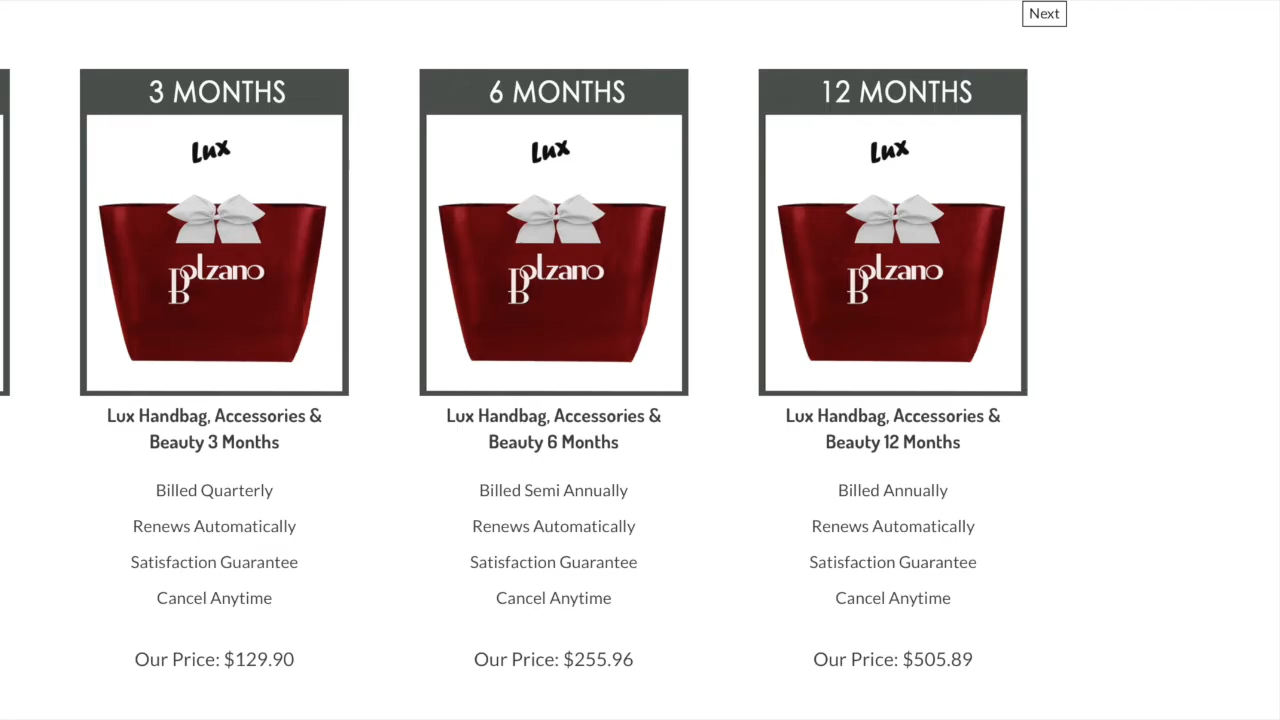 Next
3 MONTHS
Lux
Bolzano
Lux Handbag, Accessories &
Beauty 3 Months
Billed Quarterly
Renews Automatically
Satisfaction Guarantee
Cancel Anytime
Our Price: $129.90
6 MONTHS
Lux
Bolzano
Lux Handbag, Accessories &
Beauty 6 Months
Billed Semi Annually
Renews Automatically
Satisfaction Guarantee
Cancel Anytime
Our Price: $255.96
12 MONTHS
Lux
Bolzano
Lux Handbag, Accessories &
Beauty 12 Months
Billed Annually
Renews Automatically
Satisfaction Guarantee
Cancel Anytime
Our Price: $505.89